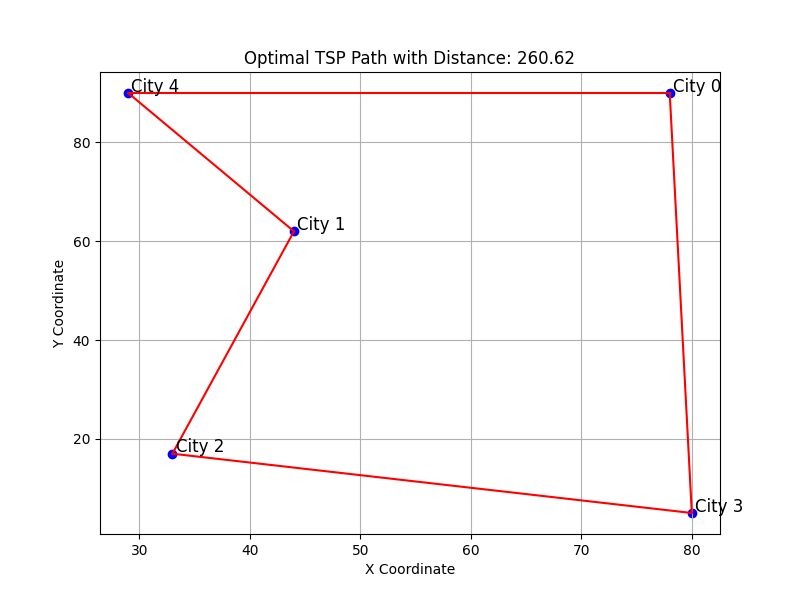 Optimal TSP Path with Distance: 260.62
City 4
City 0
80
City 1
60
Y Coordinate
40
City 2
20
City 3
30 40 50 60 70 80
X Coordinate